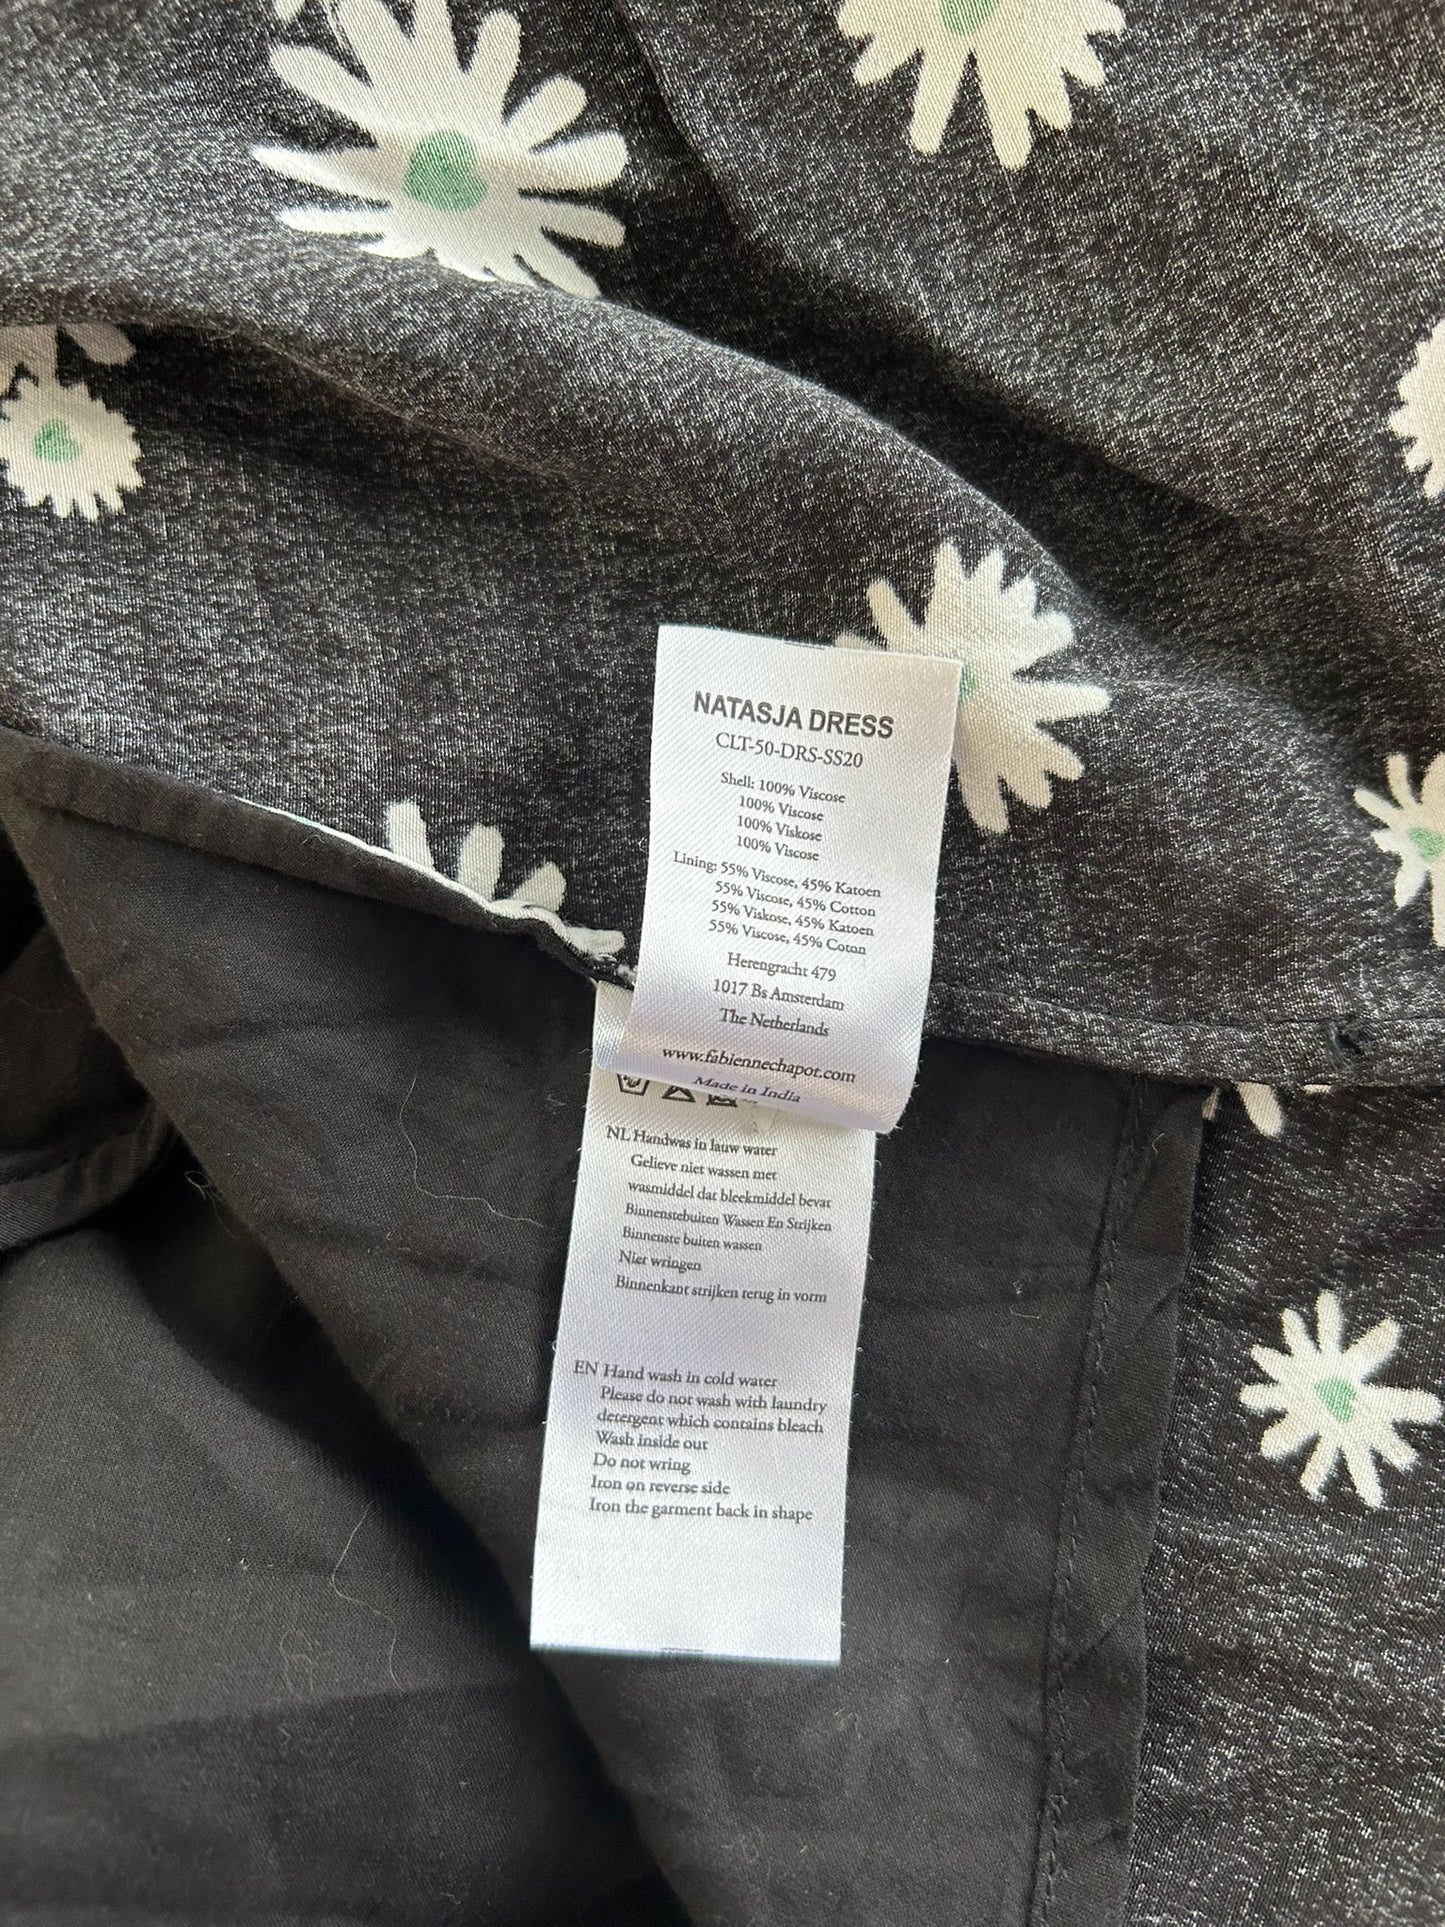 NATASJA DRESS
CLT-50-DRS-SS20
Shell: 100% Viscose
100% Viscose
100% Viskose
100% Viscose
Lining: 55% Viscose, 45% Katoen
55% Viscose, 45% Cotton
55% Viskose, 45% Katoen
55% Viscose, 45% Coton
Herengracht 479
1017 Bs Amsterdam
The Netherlands
www.fabiennechapot.com
Made in India
NL Handwas in lauw water
Gelieve niet wassen met
wasmiddel dat bleekmiddel bevat
Binnenstebuiten Wassen En Strijken
Binnenste buiten wassen
Niet wringen
Binnenkant strijken terug in vorm
EN Hand wash in cold water
Please do not wash with laundry
detergent which contains bleach
Wash inside out
Do not wring
Iron on reverse side
Iron the garment back in shape